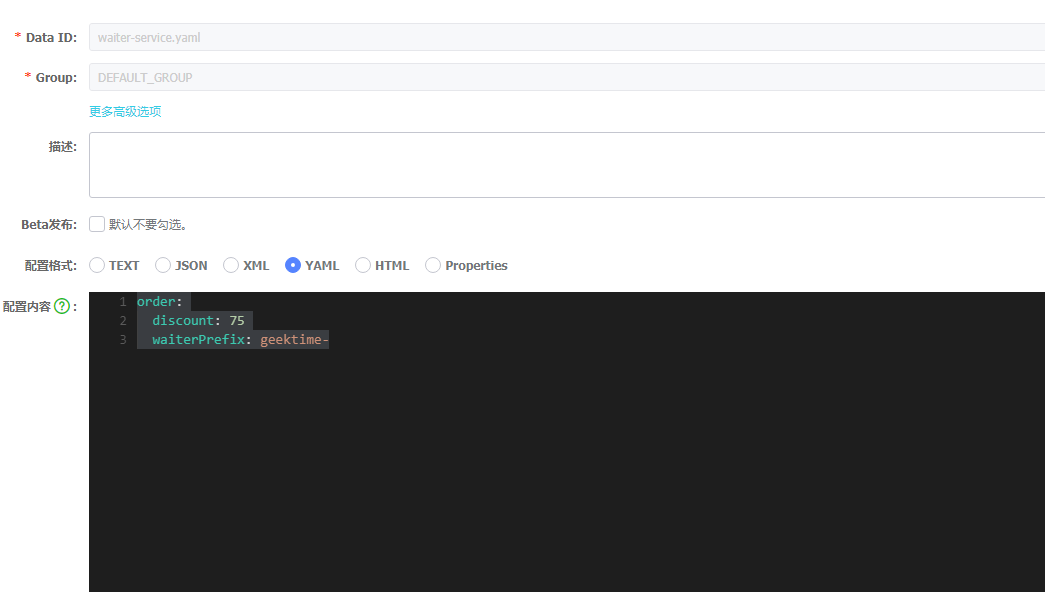 * Data ID: waiter-service.yaml
* Group: DEFAULT_GROUP
更多高级选项
描述:
Beta发布: 默认不要勾选。
配置格式: TEXT JSON XML YAML HTML Properties
配置内容 ? :
1 order:
2 discount: 75
3 waiterPrefix: geektime-